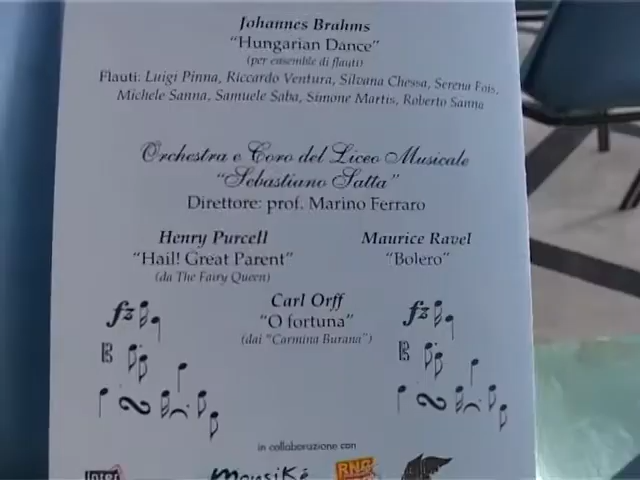 Johannes Brahms
“Hungarian Dance”
(per ensemble di flauti)
Flauti: Luigi Pinna, Riccardo Ventura, Silvana Chessa, Serena Fois,
Michele Sanna, Samuele Saba, Simone Martis, Roberto Sanna
Orchestra e Coro del Liceo Musicale
“Sebastiano Satta”
Direttore: prof. Marino Ferraro
Henry Purcell
“Hail! Great Parent”
(da The Fairy Queen)
Maurice Ravel
“Bolero”
Carl Orff
“O fortuna”
(dai “Carmina Burana”)
in collaborazione con
mousiKé